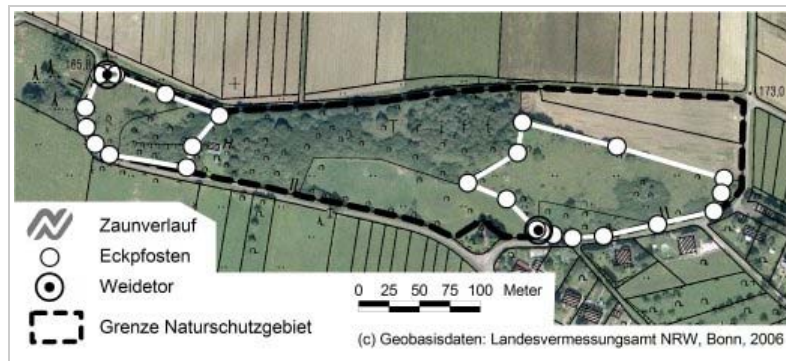 165,8
173,0
Zaunverlauf
Eckpfosten
Weidetor
Grenze Naturschutzgebiet
0 25 50 75 100 Meter
(c) Geobasisdaten: Landesvermessungsamt NRW, Bonn, 2006